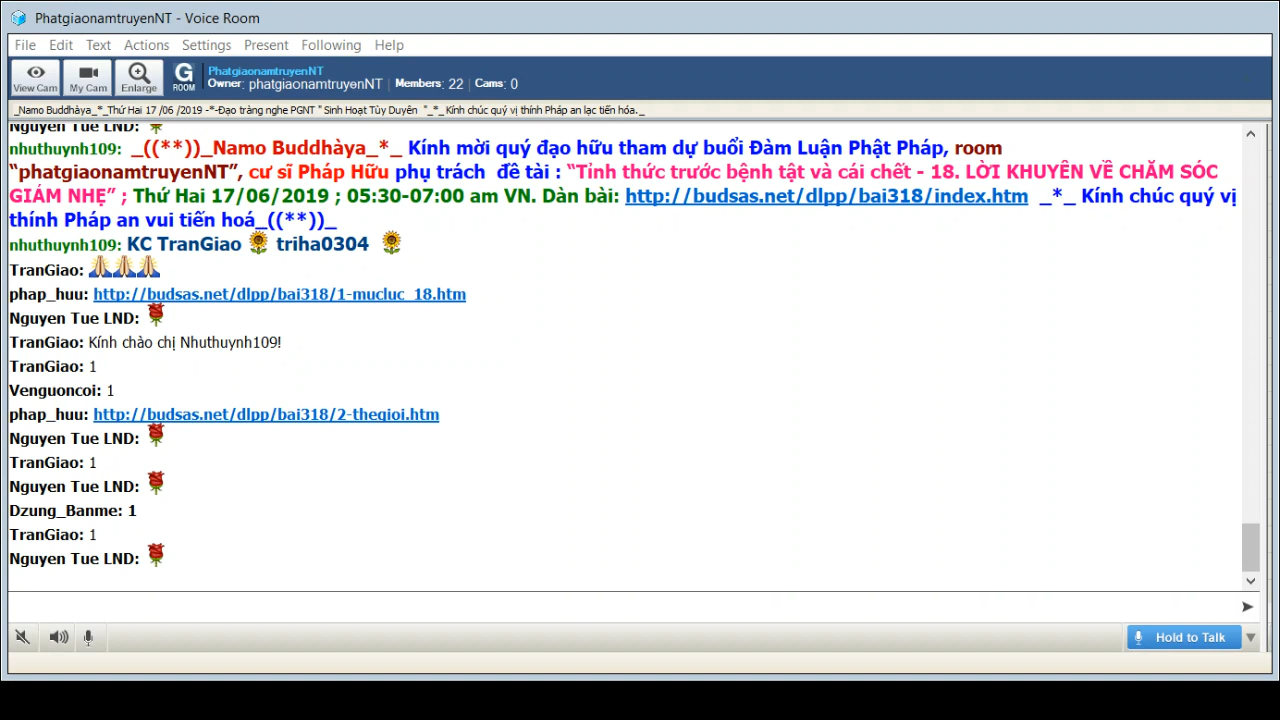 PhatgiaonamtruyenNT - Voice Room
File Edit Text Actions Settings Present Following Help
View Cam My Cam Enlarge G ROOM PhatgiaonamtruyenNT
Owner: phatgiaonamtruyenNT Members: 22 Cams: 0
_Namo Buddhàya_*_Thứ Hai 17 /06 /2019 -*-Đạo tràng nghe PGNT " Sinh Hoạt Tùy Duyên "_*_ Kính chúc quý vị thính Pháp an lạc tiến hóa._
Nguyen Tue LND: 🌻
nhuthuynh109: _((**))_Namo Buddhàya_*_ Kính mời quý đạo hữu tham dự buổi Đàm Luận Phật Pháp, room
“phatgiaonamtruyenNT”, cư sĩ Pháp Hữu phụ trách đề tài : “Tỉnh thức trước bệnh tật và cái chết - 18. LỜI KHUYÊN VỀ CHĂM SÓC
GIẢM NHẸ” ; Thứ Hai 17/06/2019 ; 05:30-07:00 am VN. Dàn bài: http://budsas.net/dlpp/bai318/index.htm _*_ Kính chúc quý vị
thính Pháp an vui tiến hoá_((**))_
nhuthuynh109: KC TranGiao 🌻 triha0304 🌻
TranGiao: 🙏🙏🙏
phap_huu: http://budsas.net/dlpp/bai318/1-mucluc_18.htm
Nguyen Tue LND: 🌹
TranGiao: Kính chào chị Nhuthuynh109!
TranGiao: 1
Venguoncoi: 1
phap_huu: http://budsas.net/dlpp/bai318/2-thegioi.htm
Nguyen Tue LND: 🌹
TranGiao: 1
Nguyen Tue LND: 🌹
Dzung_Banme: 1
TranGiao: 1
Nguyen Tue LND: 🌹
Hold to Talk